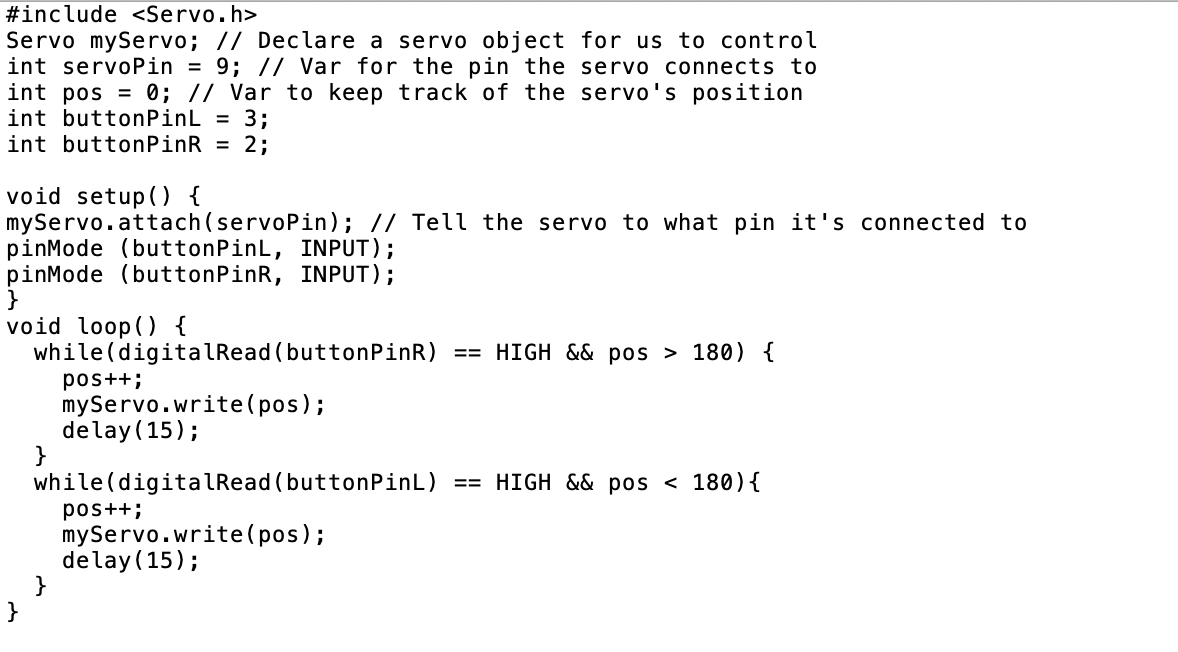 #include <Servo.h>
Servo myServo; // Declare a servo object for us to control
int servoPin = 9; // Var for the pin the servo connects to
int pos = 0; // Var to keep track of the servo's position
int buttonPinL = 3;
int buttonPinR = 2;

void setup() {
myServo.attach(servoPin); // Tell the servo to what pin it's connected to
pinMode (buttonPinL, INPUT);
pinMode (buttonPinR, INPUT);
}
void loop() {
  while(digitalRead(buttonPinR) == HIGH && pos > 180) {
    pos++;
    myServo.write(pos);
    delay(15);
  }
  while(digitalRead(buttonPinL) == HIGH && pos < 180){
    pos++;
    myServo.write(pos);
    delay(15);
  }
}